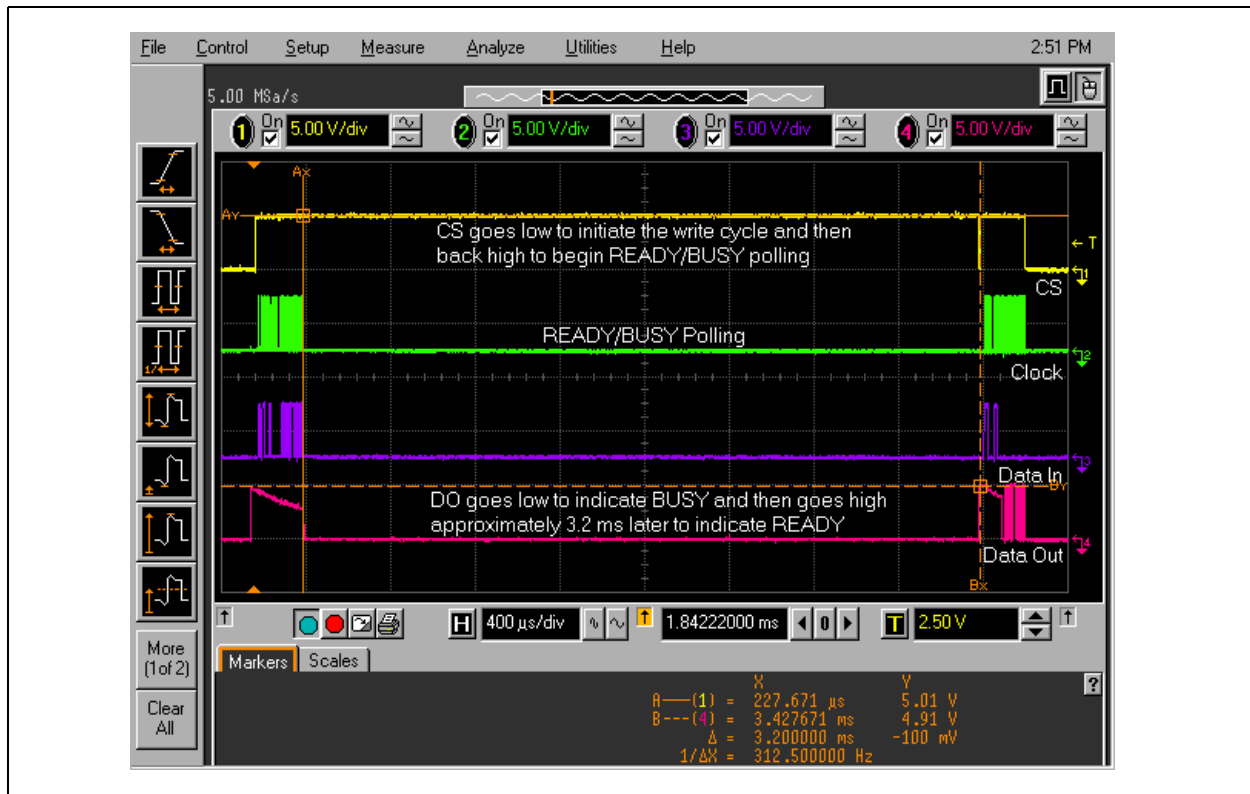 File Control Setup Measure Analyze Utilities Help 2:51 PM
5.00 MSa/s
1 On 5.00 V/div 2 On 5.00 V/div 3 On 5.00 V/div 4 On 5.00 V/div
Ax
Ay
CS goes low to initiate the write cycle and then
back high to begin READY/BUSY polling
T
1
CS
READY/BUSY Polling
2
Clock
3
Data In
By
DO goes low to indicate BUSY and then goes high
approximately 3.2 ms later to indicate READY
4
Data Out
Bx
1/
H 400 µs/div 1.84222000 ms 0 T 2.50 V
More
(1 of 2)
Clear
All
Markers Scales
?
X Y
A——(1) = 227.671 µs 5.01 V
B---(4) = 3.427671 ms 4.91 V
Δ = 3.200000 ms -100 mV
1/ΔX = 312.500000 Hz